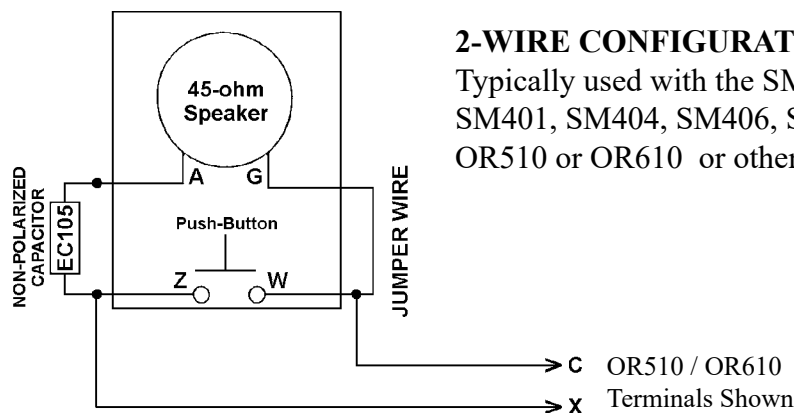 2-WIRE CONFIGURAT
Typically used with the SM
SM401, SM404, SM406, S
OR510 or OR610 or other
45-ohm
Speaker
A G
NON-POLARIZED
CAPACITOR
EC105
Push-Button
Z W
JUMPER WIRE
C OR510 / OR610
X Terminals Shown